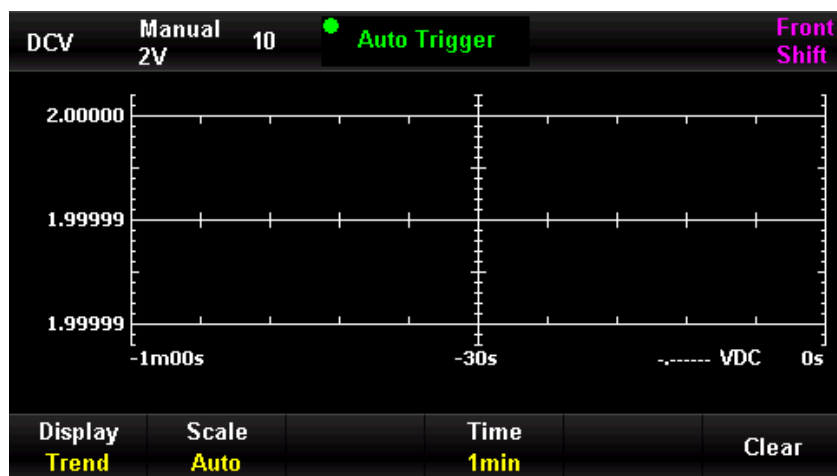 DCV
Manual
2V
10
Auto Trigger
Front
Shift
2.00000
1.99999
1.99999
-1m00s
-30s
-.------ VDC
0s
Display
Trend
Scale
Auto
Time
1min
Clear